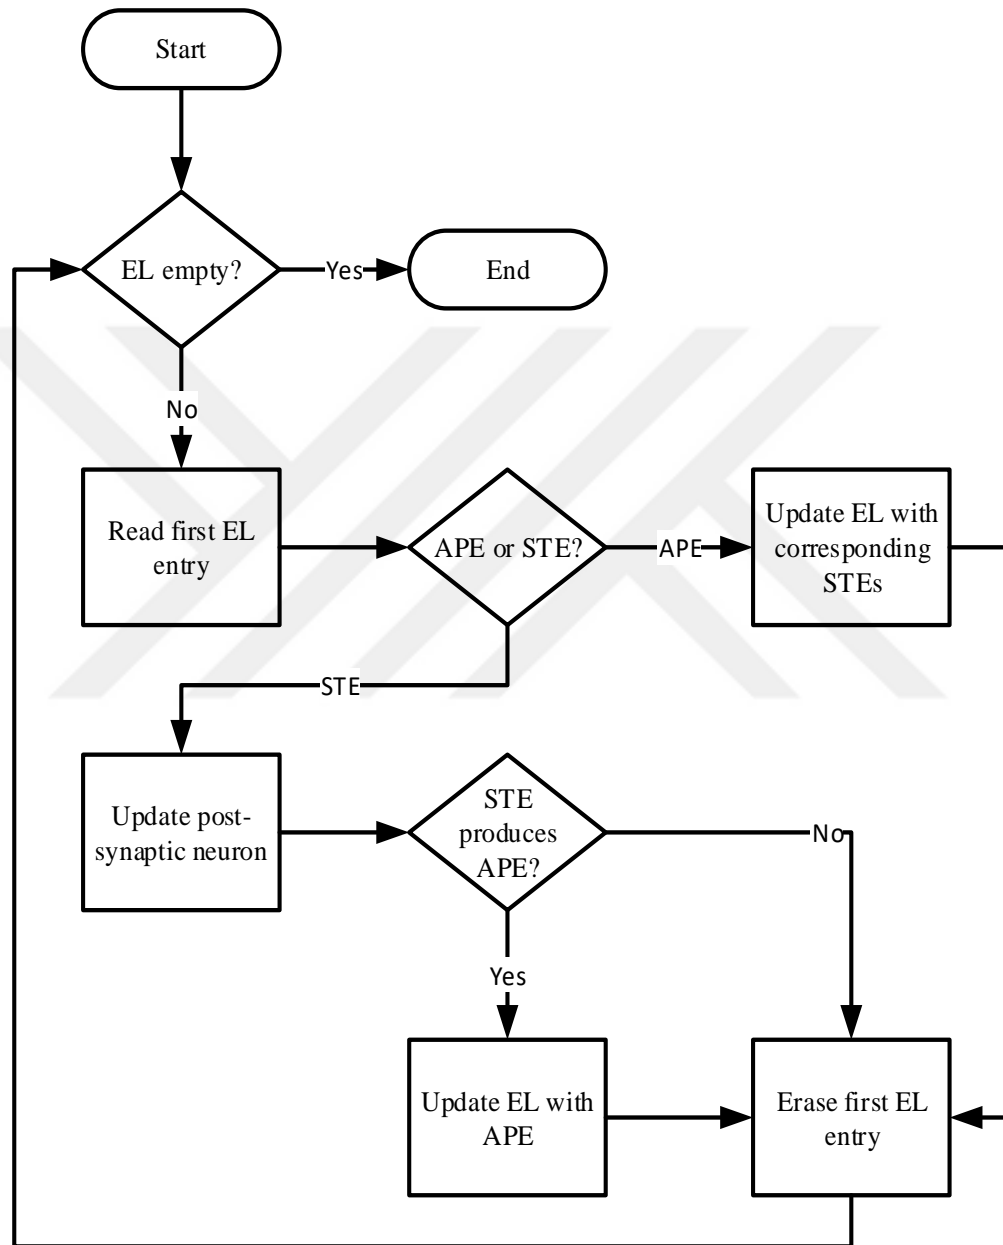 Start
EL empty?
Yes
End
No
Read first EL
entry
APE or STE?
APE
Update EL with
corresponding
STEs
STE
Update post-
synaptic neuron
STE
produces
APE?
No
Yes
Update EL with
APE
Erase first EL
entry